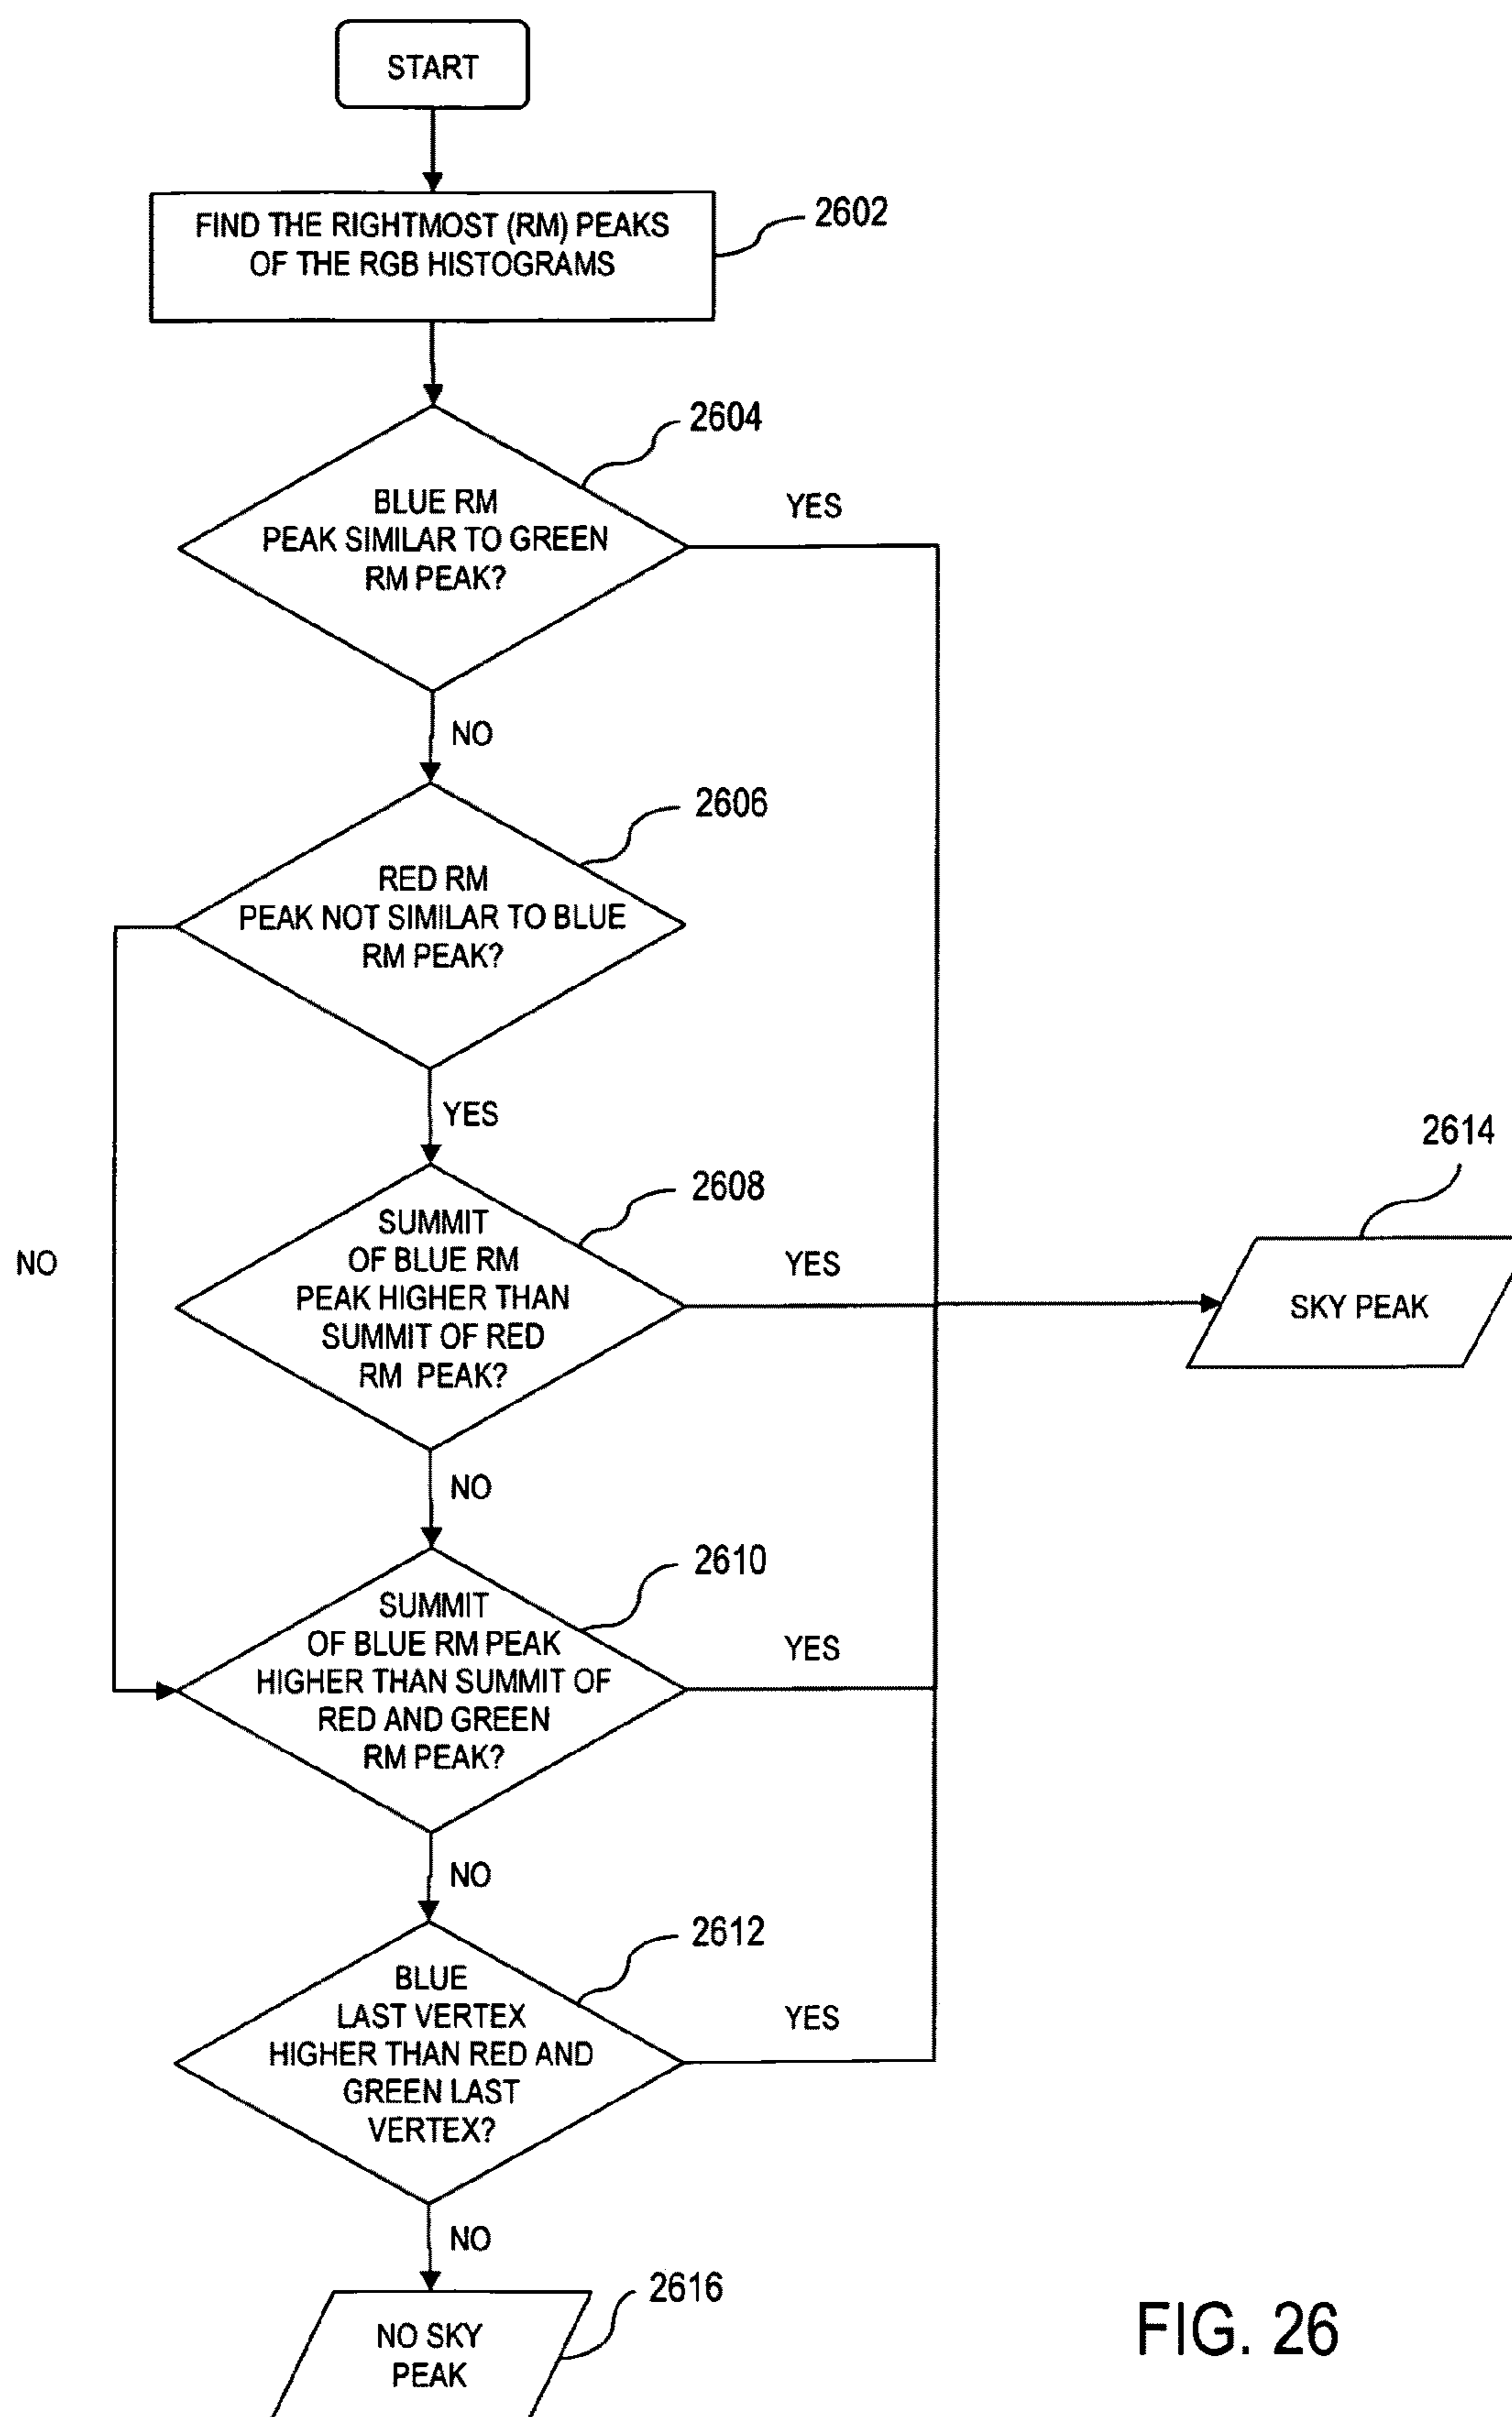 START
FIND THE RIGHTMOST (RM) PEAKS
OF THE RGB HISTOGRAMS
2602
2604
BLUE RM
PEAK SIMILAR TO GREEN
RM PEAK?
YES
NO
2606
RED RM
PEAK NOT SIMILAR TO BLUE
RM PEAK?
YES
NO
2608
SUMMIT
OF BLUE RM
PEAK HIGHER THAN
SUMMIT OF RED
RM PEAK?
YES
2614
SKY PEAK
NO
2610
SUMMIT
OF BLUE RM PEAK
HIGHER THAN SUMMIT OF
RED AND GREEN
RM PEAK?
YES
NO
2612
BLUE
LAST VERTEX
HIGHER THAN RED AND
GREEN LAST
VERTEX?
YES
NO
2616
NO SKY
PEAK
FIG. 26